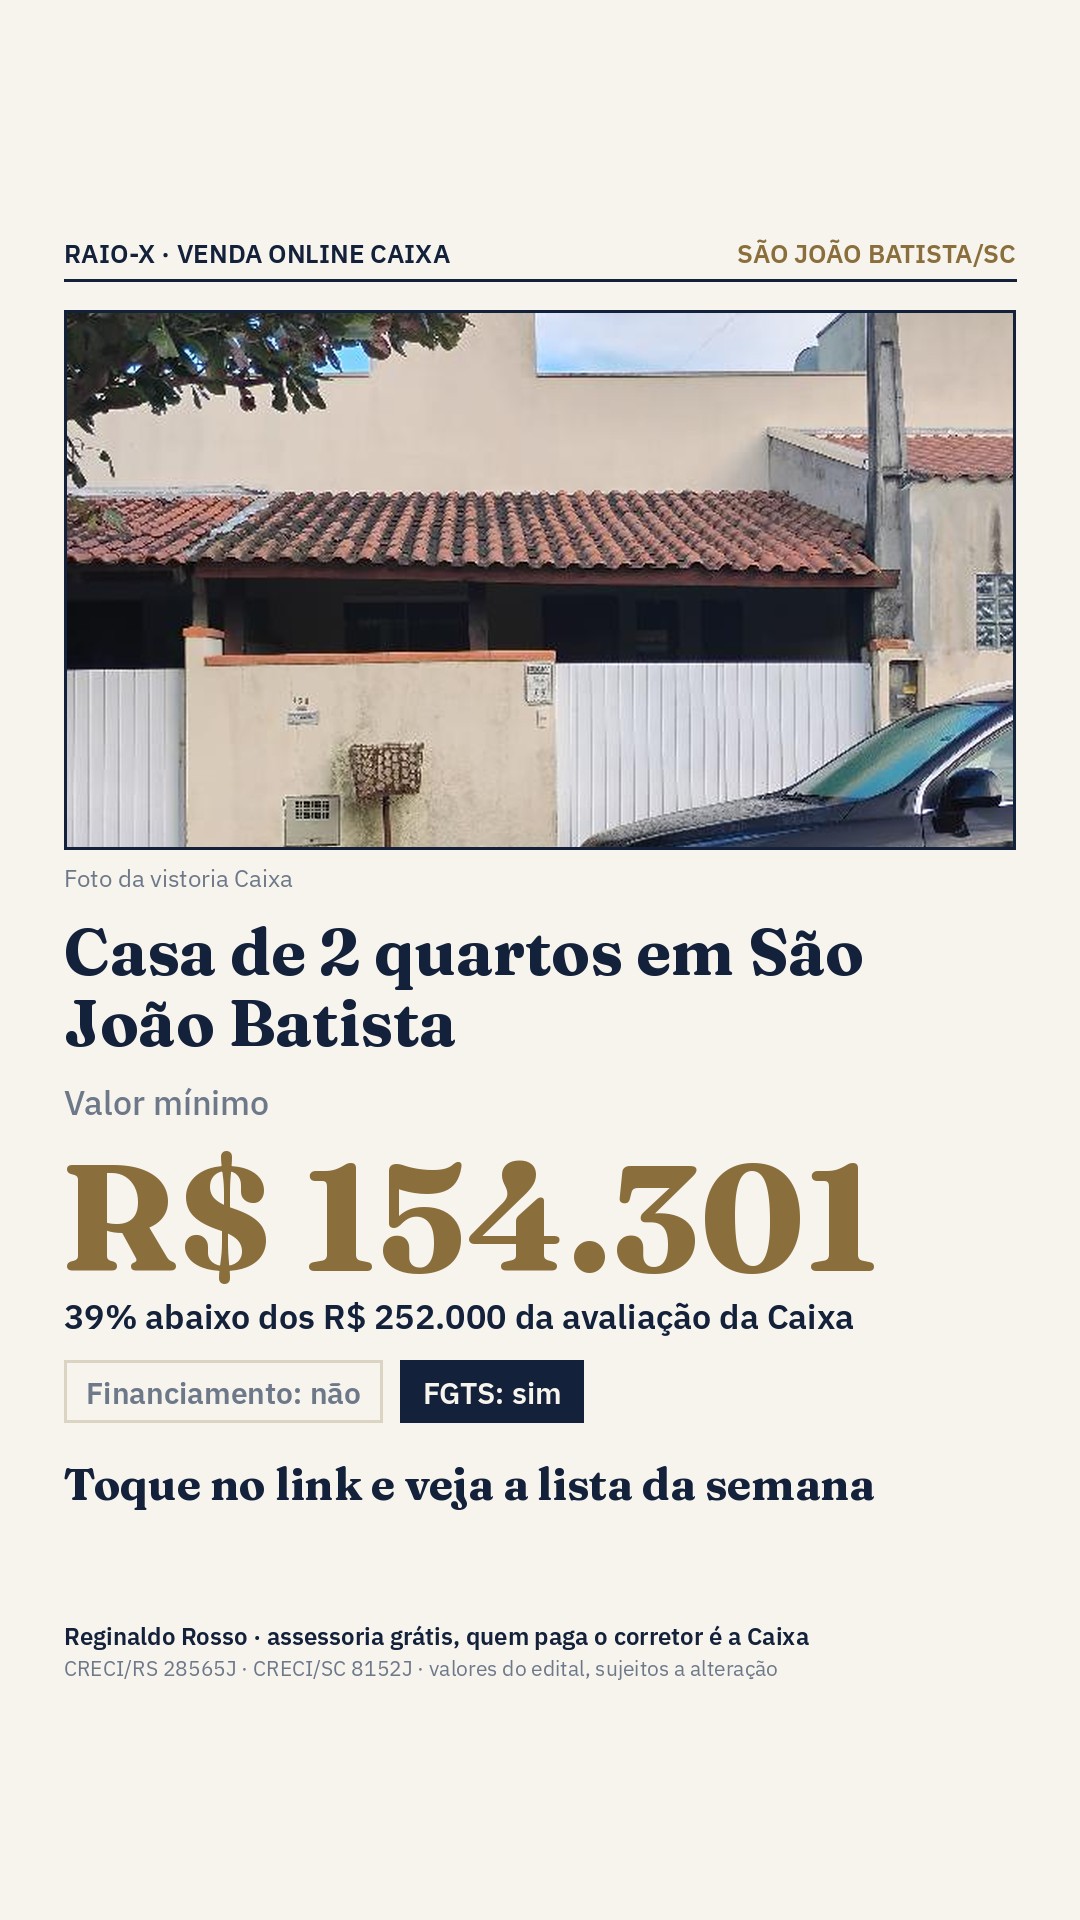 RAIO-X · VENDA ONLINE CAIXA
SÃO JOÃO BATISTA/SC
Foto da vistoria Caixa
Casa de 2 quartos em São
João Batista
Valor mínimo
R$ 154.301
39% abaixo dos R$ 252.000 da avaliação da Caixa
Financiamento: não
FGTS: sim
Toque no link e veja a lista da semana
Reginaldo Rosso · assessoria grátis, quem paga o corretor é a Caixa
CRECI/RS 28565J · CRECI/SC 8152J · valores do edital, sujeitos a alteração